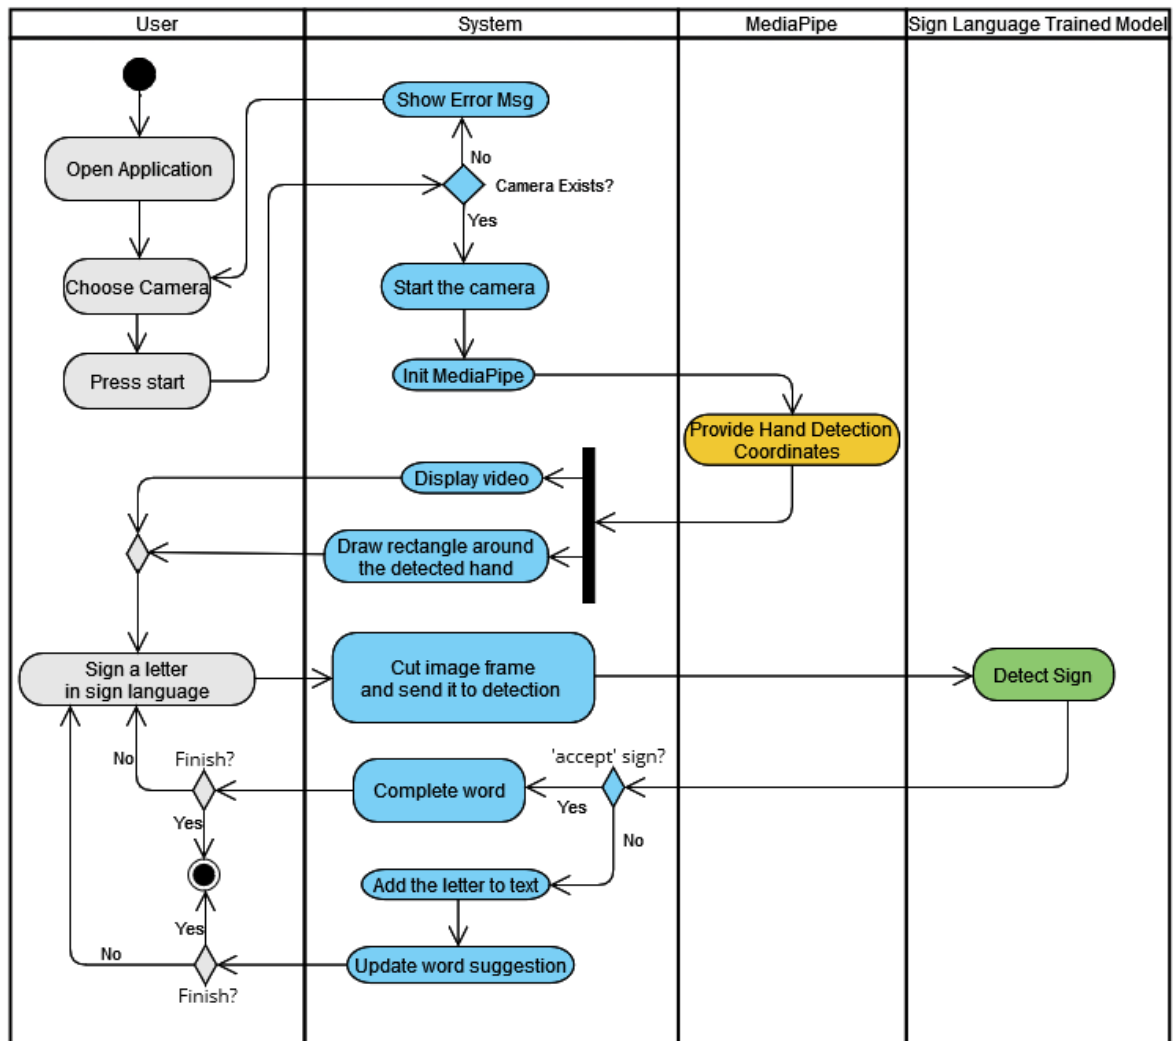 User
System
MediaPipe
Sign Language Trained Model
Show Error Msg
Open Application
No
Camera Exists?
Yes
Choose Camera
Start the camera
Press start
Init MediaPipe
Provide Hand Detection
Coordinates
Display video
Draw rectangle around
the detected hand
Sign a letter
in sign language
Cut image frame
and send it to detection
Detect Sign
No
Finish?
'accept' sign?
Complete word
Yes
Yes
No
Add the letter to text
Yes
No
Update word suggestion
Finish?